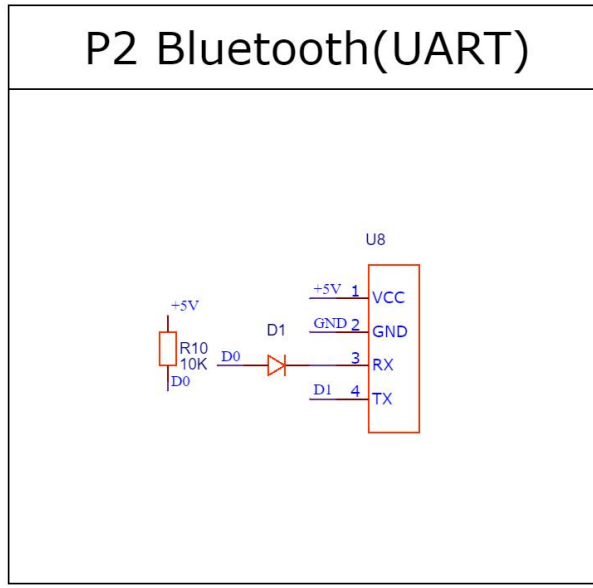 P2 Bluetooth(UART)
U8
+5V 1 VCC
GND 2 GND
D1
D0 3 RX
D1 4 TX
+5V
R10
10K
D0